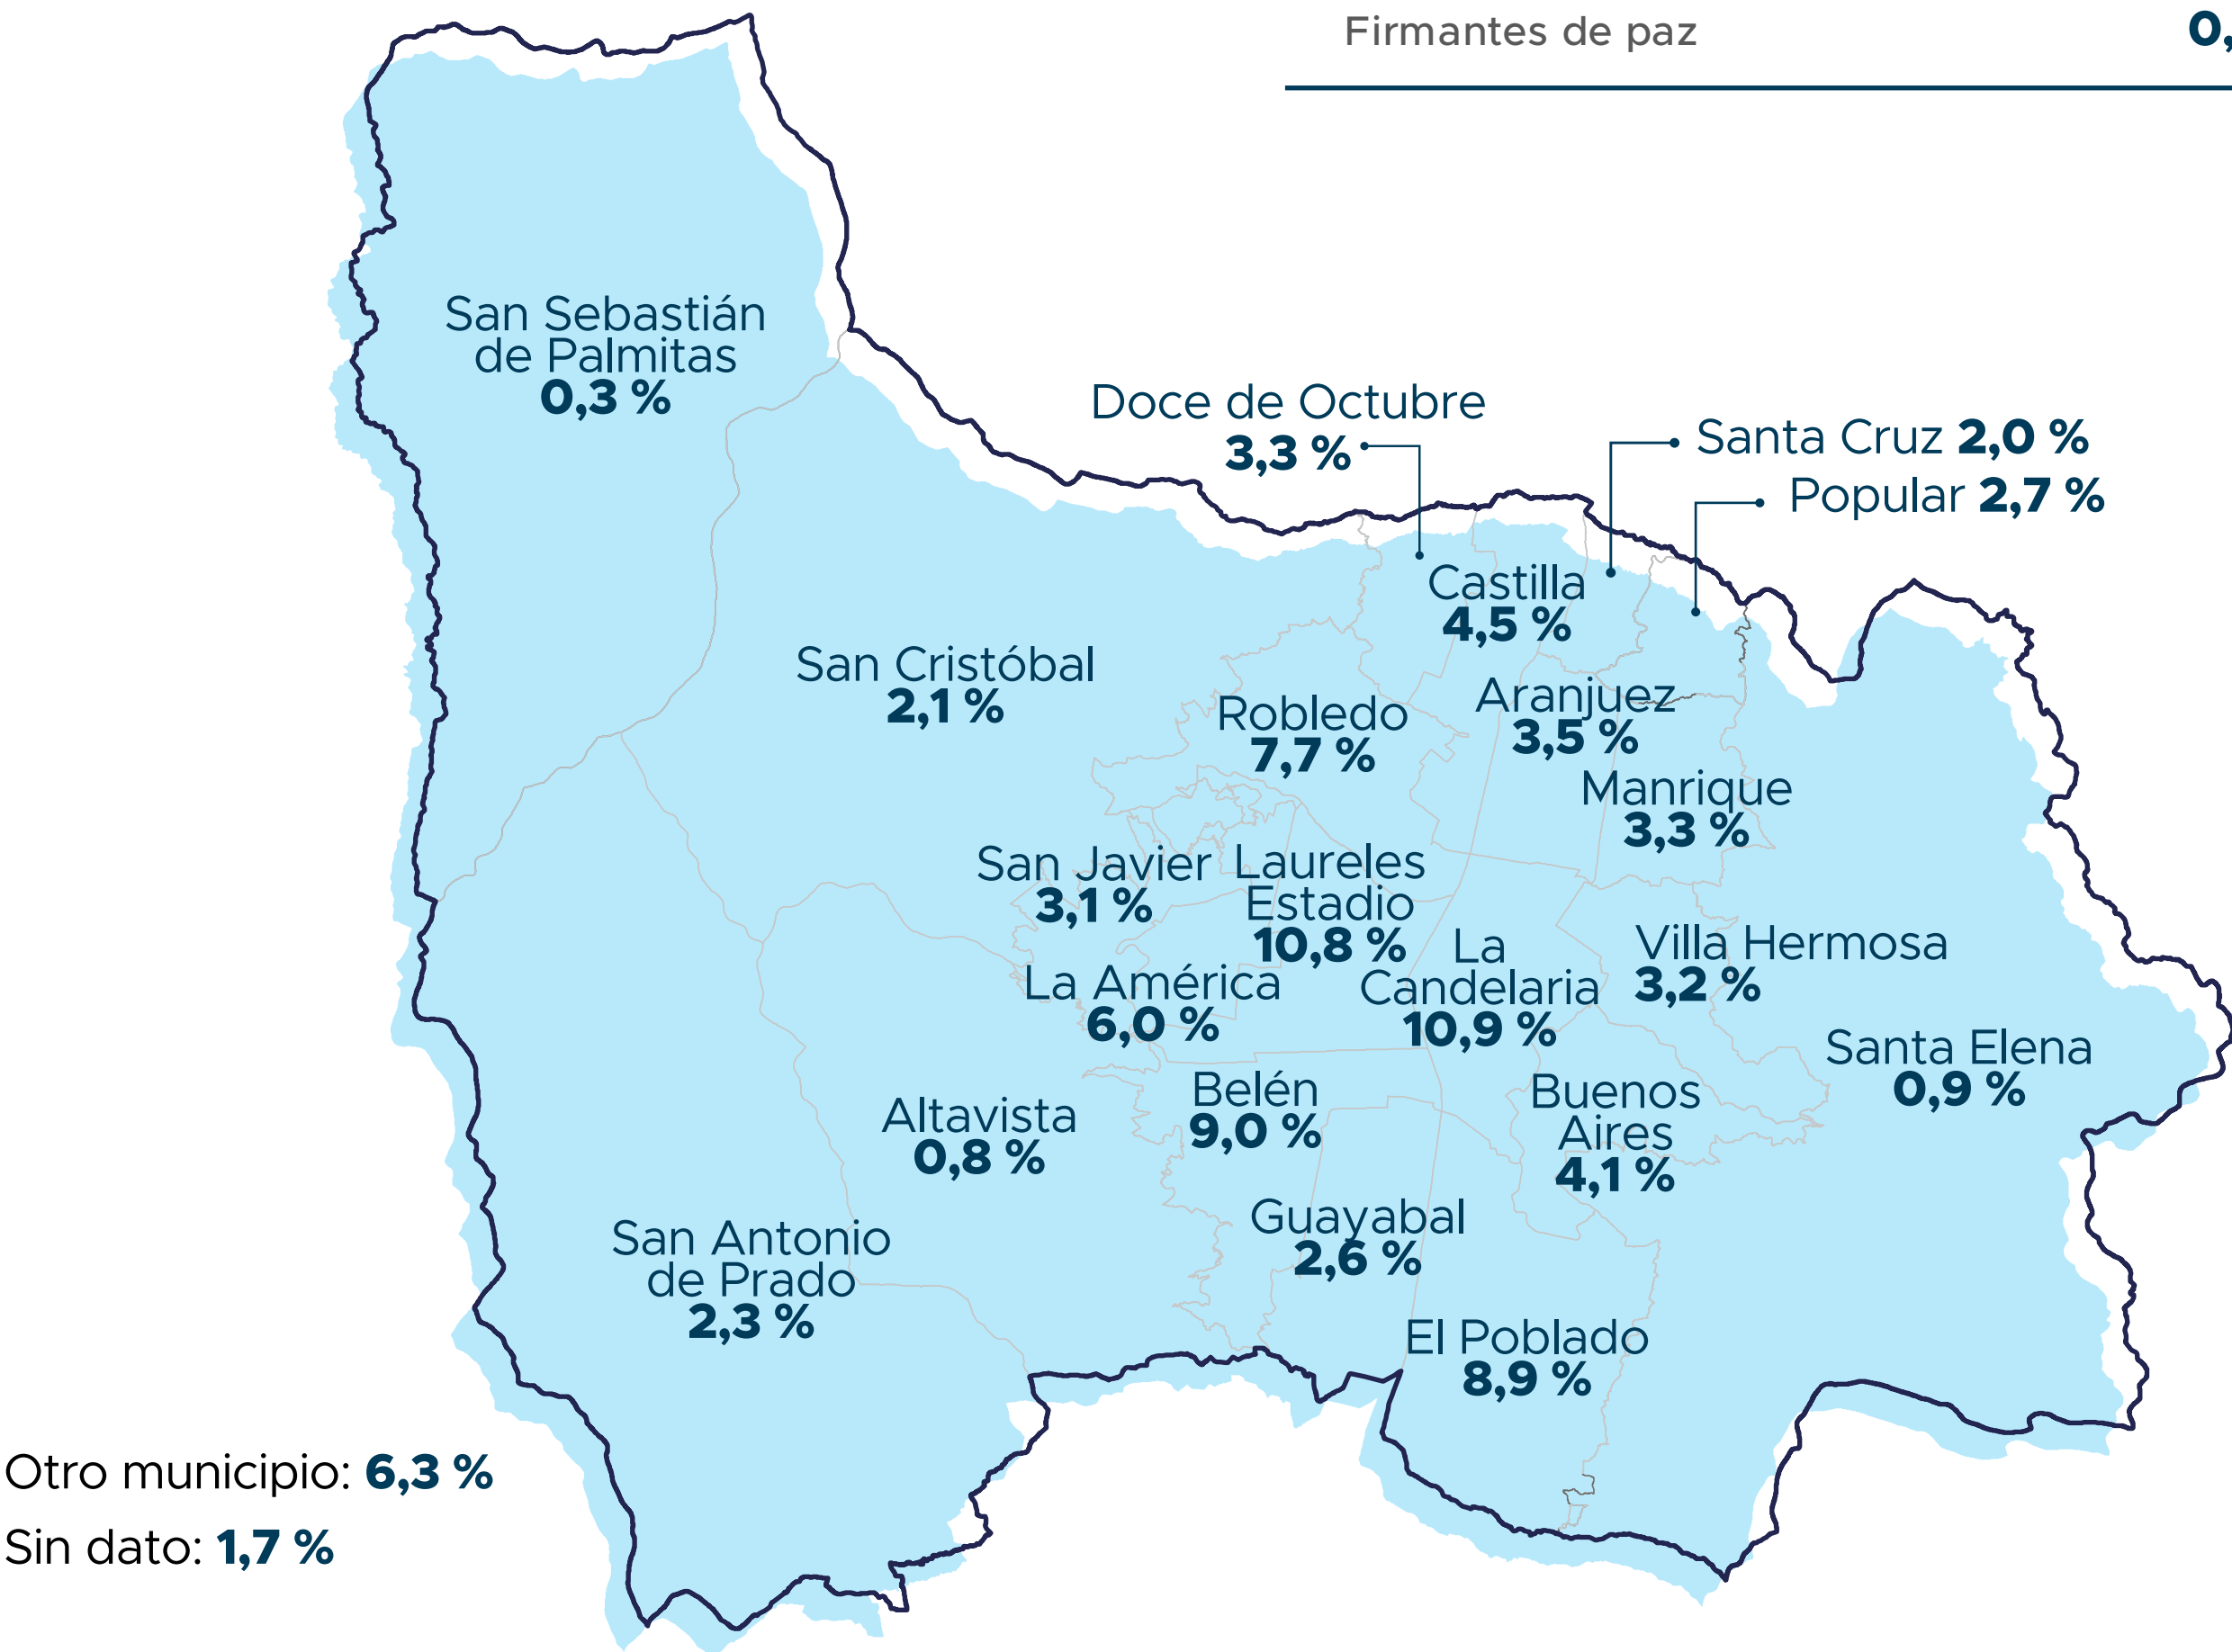 Firmantes de paz 0,
San Sebastián
de Palmitas
0,3 %
Doce de Octubre
3,3 %
Santa Cruz 2,0 %
Popular 2,7 %
Castilla
4,5 %
San Cristóbal
2,1 %
Robledo
7,7 %
Aranjuez
3,5 %
Manrique
3,3 %
San Javier
3,1 %
Laureles
Estadio
10,8 %
La
Candelaria
10,9 %
Villa Hermosa
3,2 %
La América
6,0 %
Santa Elena
0,9 %
Altavista
0,8 %
Belén
9,0 %
Buenos
Aires
4,1 %
San Antonio
de Prado
2,3 %
Guayabal
2,6 %
El Poblado
8,9 %
Otro municipio: 6,3 %
Sin dato: 1,7 %